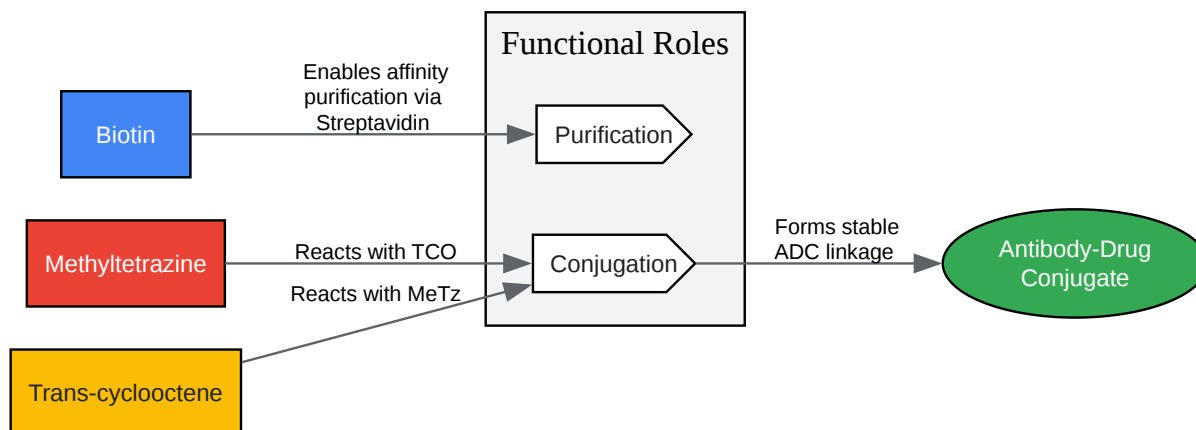 Functional Roles
Enables affinity
purification via
Streptavidin
Biotin
Purification
Methyltetrazine
Reacts with TCO
Conjugation
Forms stable
ADC linkage
Antibody-Drug
Conjugate
Reacts with MeTz
Trans-cyclooctene